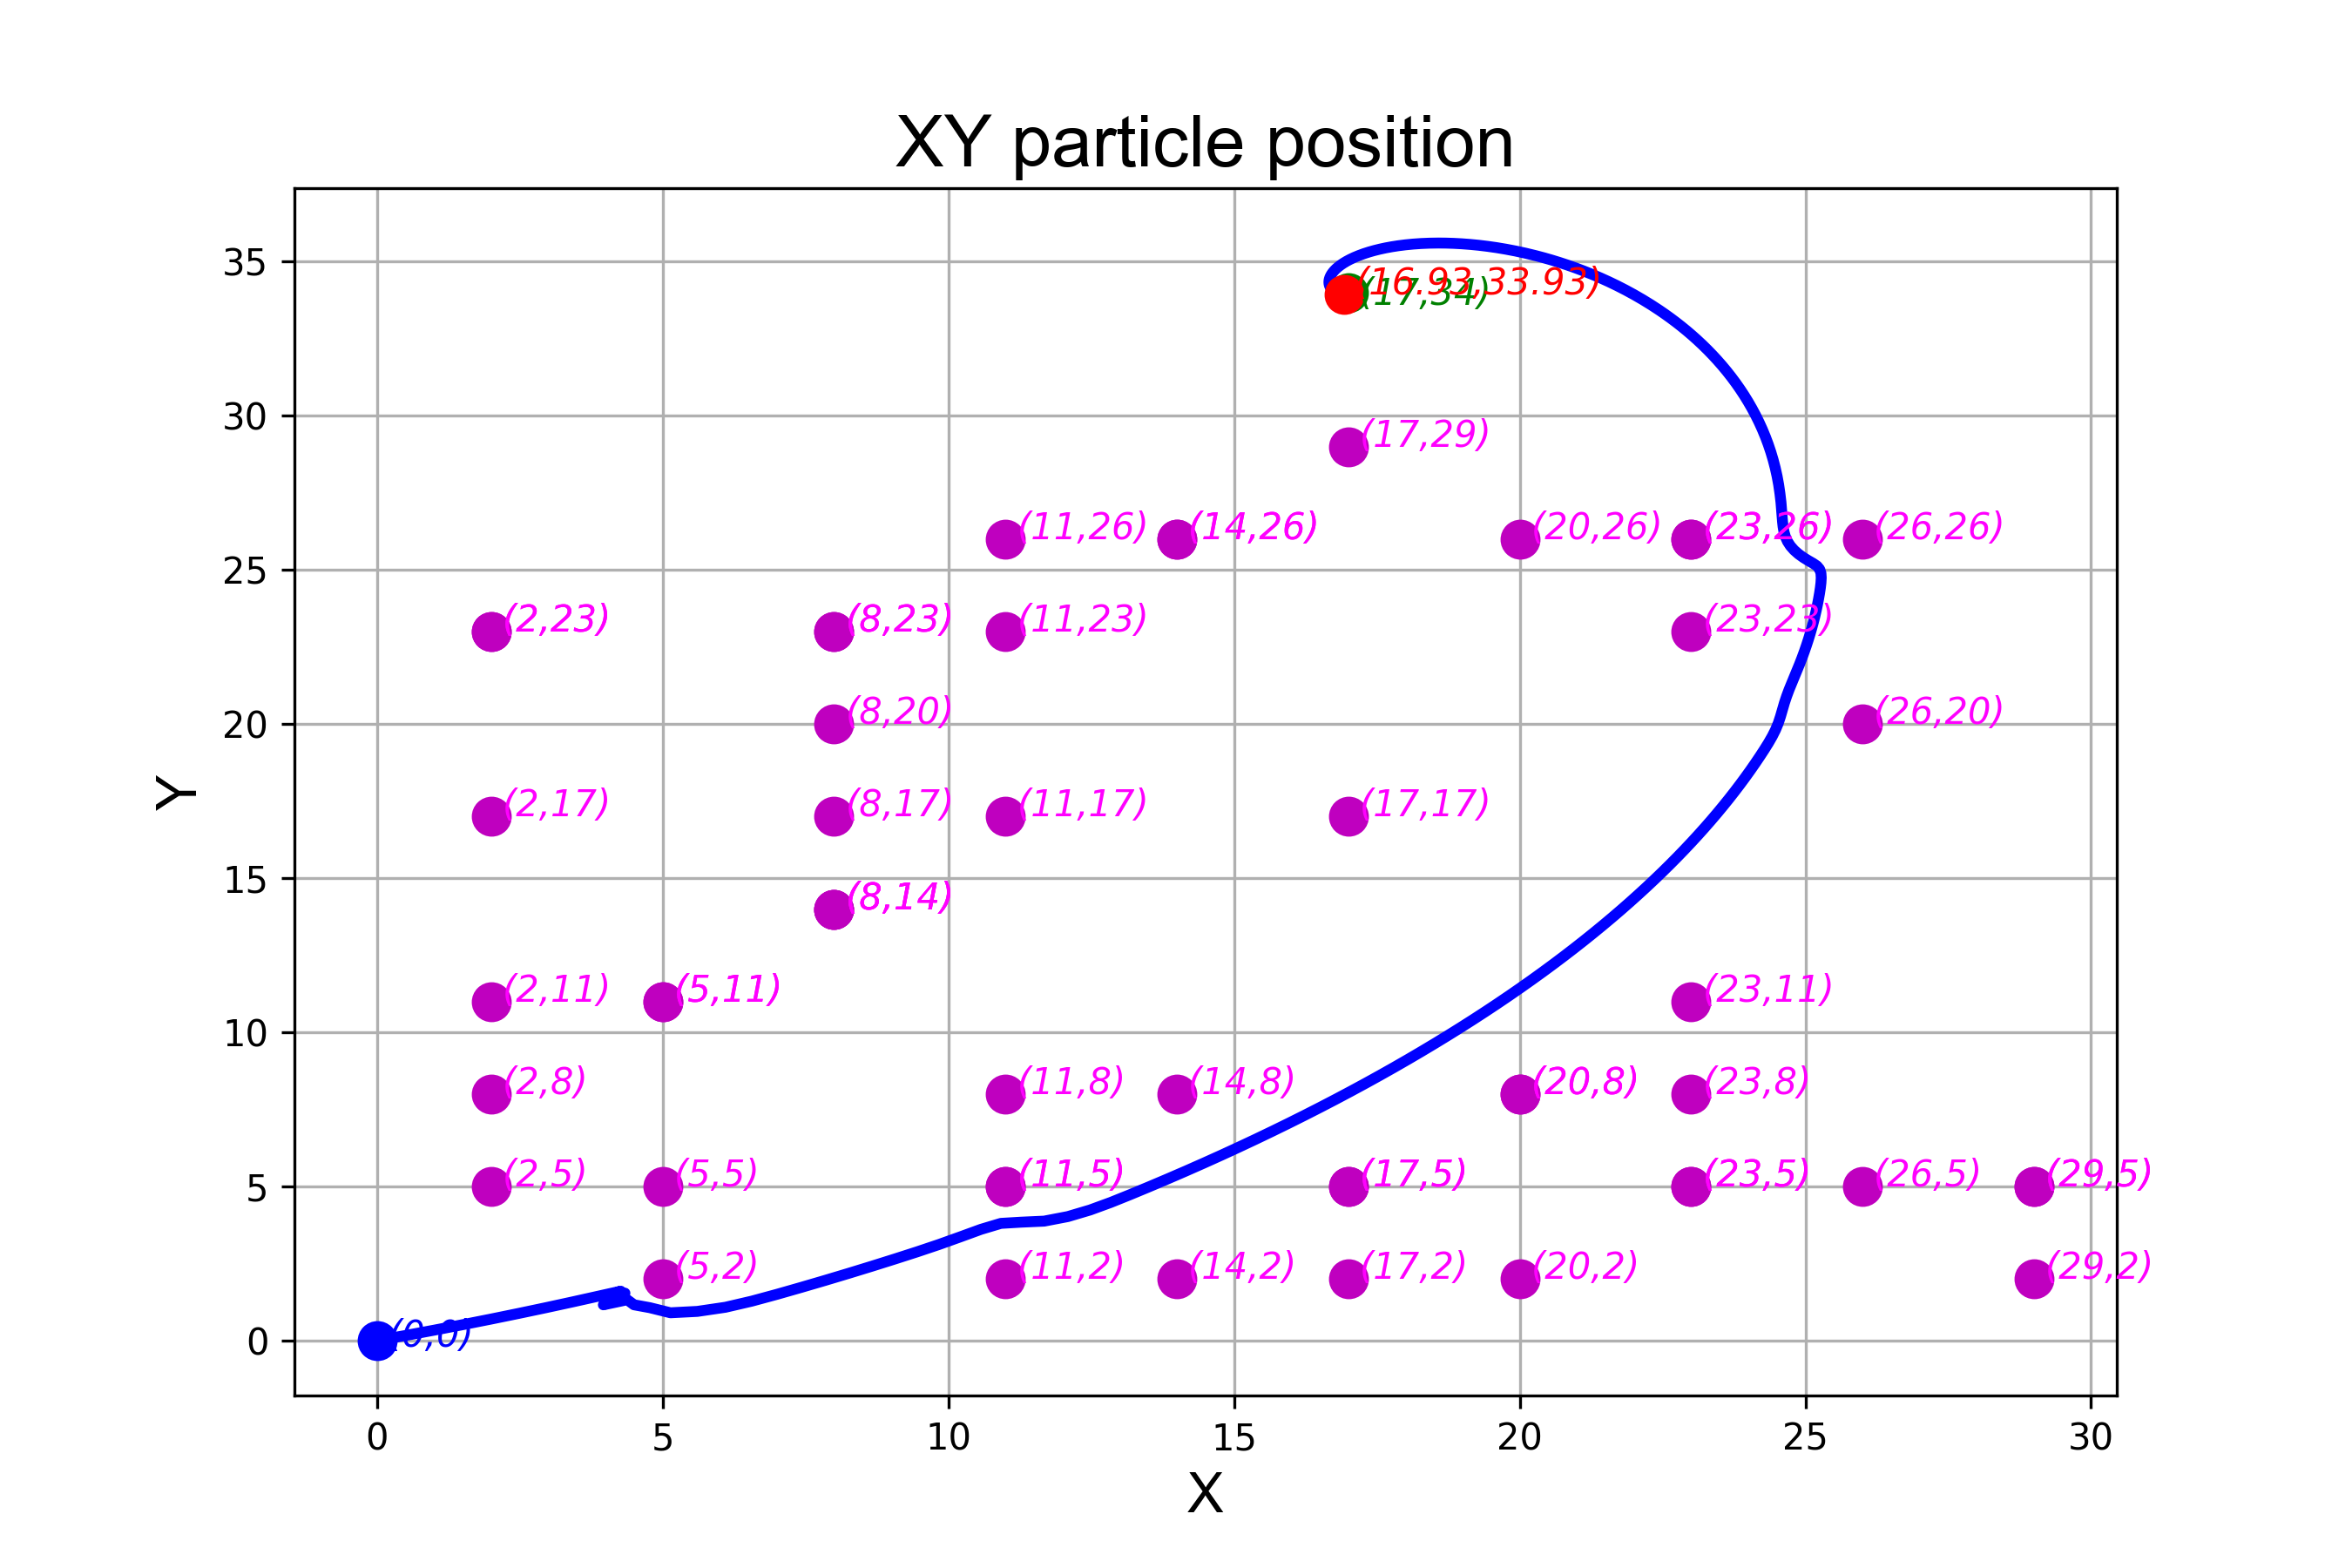 XY particle position
35
(16.93,33.93)
(17,34)
30
(17,29)
(11,26) (14,26) (20,26) (23,26) (26,26)
25
(2,23) (8,23) (11,23) (23,23)
(8,20) (26,20)
20
Y
(2,17) (8,17) (11,17) (17,17)
15
(8,14)
(2,11) (5,11) (23,11)
10
(2,8) (11,8) (14,8) (20,8) (23,8)
(2,5) (5,5) (11,5) (17,5) (23,5) (26,5) (29,5)
5
(5,2) (11,2) (14,2) (17,2) (20,2) (29,2)
(0,0)
0
0 5 10 15 20 25 30
X